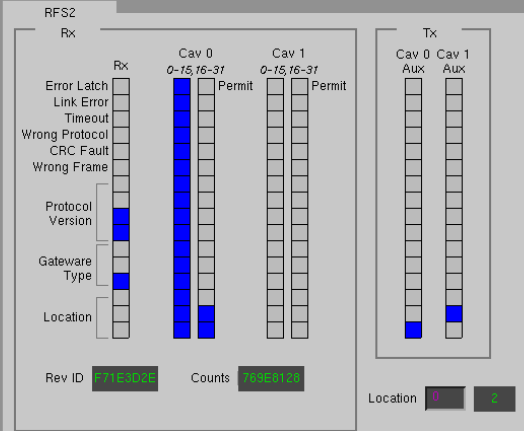 RFS2
Rx
Tx
Rx
Cav 0
0-15,16-31
Cav 1
0-15,16-31
Cav 0
Aux
Cav 1
Aux
Error Latch
Permit
Permit
Link Error
Timeout
Wrong Protocol
CRC Fault
Wrong Frame
Protocol
Version
Gateware
Type
Location
Rev ID
F71E3D2E
Counts
769E8128
Location
0
2